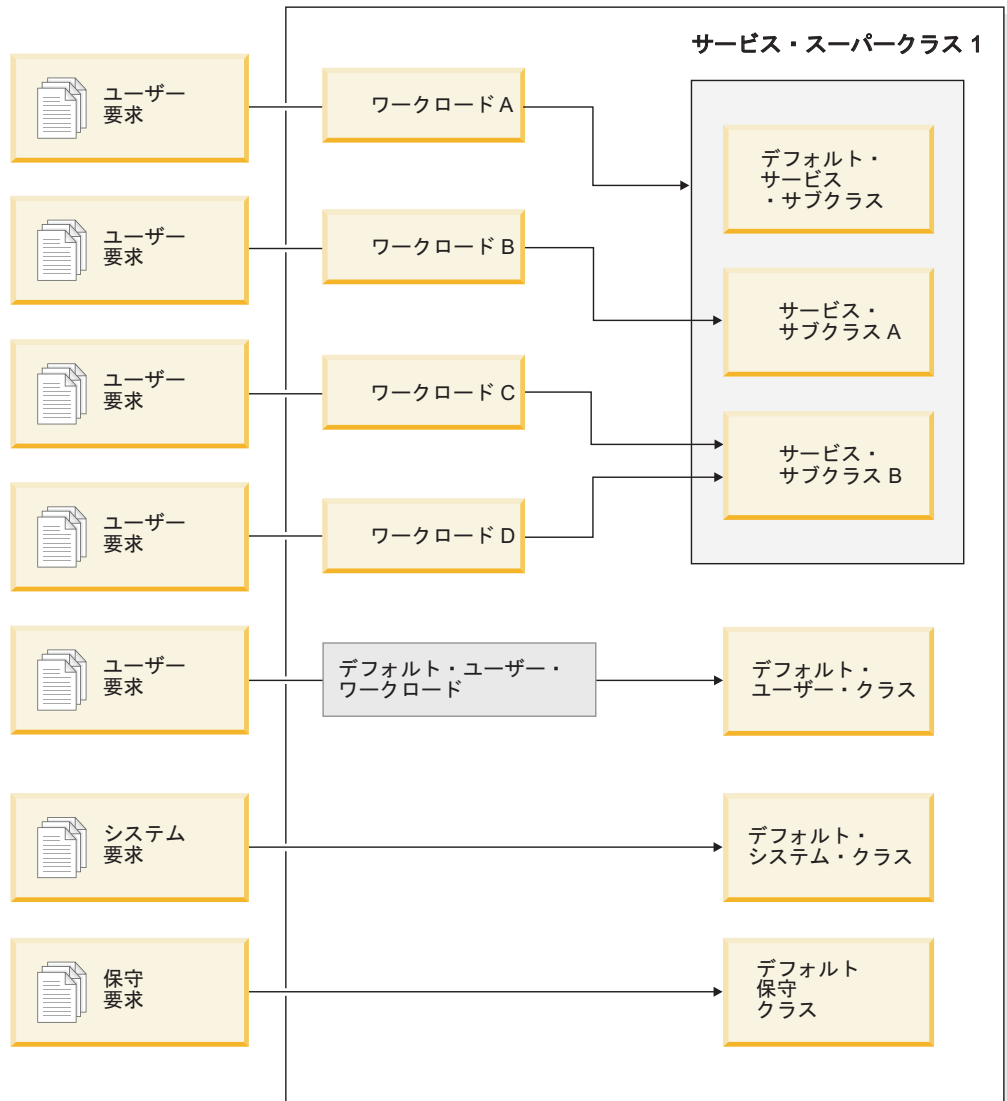 サービス・スーパークラス 1
ユーザー
要求
ワークロード A
デフォルト・
サービス
・サブクラス
ユーザー
要求
ワークロード B
サービス・
サブクラス A
ユーザー
要求
ワークロード C
サービス・
サブクラス B
ユーザー
要求
ワークロード D
ユーザー
要求
デフォルト・ユーザー・
ワークロード
デフォルト・
ユーザー・クラス
システム
要求
デフォルト・
システム・クラス
保守
要求
デフォルト
保守
クラス